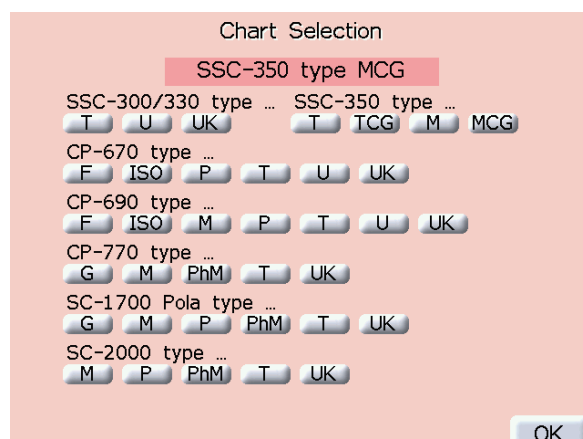 Chart Selection
SSC-350 type MCG
SSC-300/330 type … SSC-350 type …
T U UK T TCG M MCG
CP-670 type …
F ISO P T U UK
CP-690 type …
F ISO M P T U UK
CP-770 type …
G M PhM T UK
SC-1700 Pola type …
G M P PhM T UK
SC-2000 type …
M P PhM T UK
OK